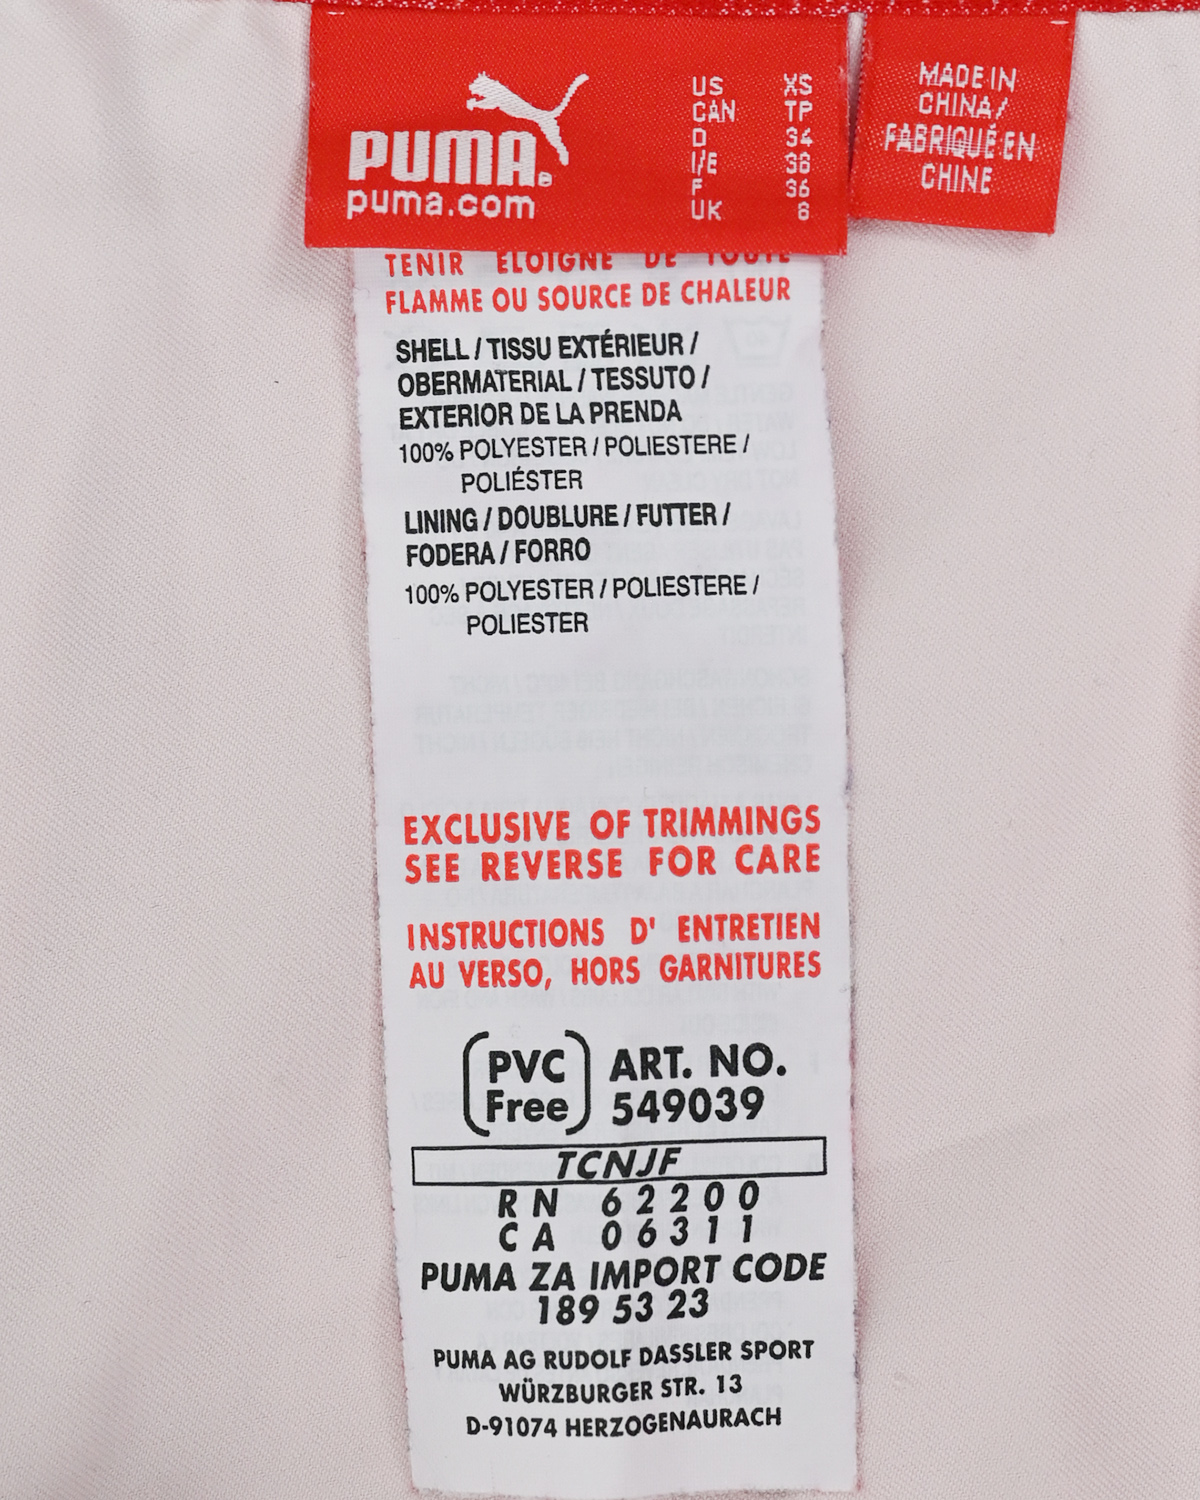 PUMA
puma.com
US XS
CAN TP
D 34
I/E 38
F 36
UK 8
MADE IN
CHINA/
FABRIQUÉ EN
CHINE
TENIR ELOIGNE DE TOUTE
FLAMME OU SOURCE DE CHALEUR
SHELL / TISSU EXTÉRIEUR /
OBERMATERIAL / TESSUTO /
EXTERIOR DE LA PRENDA
100% POLYESTER / POLIESTERE /
POLIÉSTER
LINING / DOUBLURE / FUTTER /
FODERA / FORRO
100% POLYESTER / POLIESTERE /
POLIESTER
EXCLUSIVE OF TRIMMINGS
SEE REVERSE FOR CARE
INSTRUCTIONS D' ENTRETIEN
AU VERSO, HORS GARNITURES
PVC
Free
ART. NO.
549039
TCNJF
RN 62200
CA 06311
PUMA ZA IMPORT CODE
189 53 23
PUMA AG RUDOLF DASSLER SPORT
WÜRZBURGER STR. 13
D-91074 HERZOGENAURACH